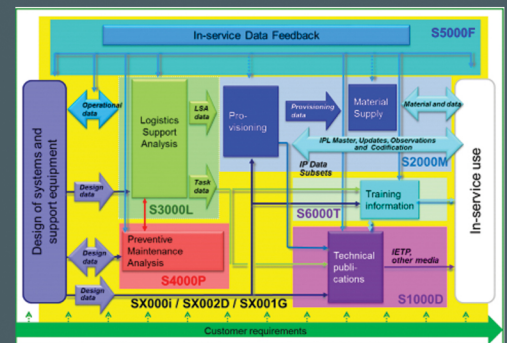 S5000F
In-service Data Feedback
Design of systems and
support equipment
Operational
data
Logistics
Support
Analysis
LSA
data
Pro-
visioning
Provisioning
data
Material
Supply
Material and data
IPL Master, Updates, Observations
and Codification
S2000M
IP Data
Subsets
Task
data
Design
data
S3000L
S6000T
Training
information
In-service use
Design
data
Preventive
Maintenance
Analysis
S4000P
Technical
publi-
cations
IETP,
other media
Design
data
SX000i / SX002D / SX001G
S1000D
Customer requirements